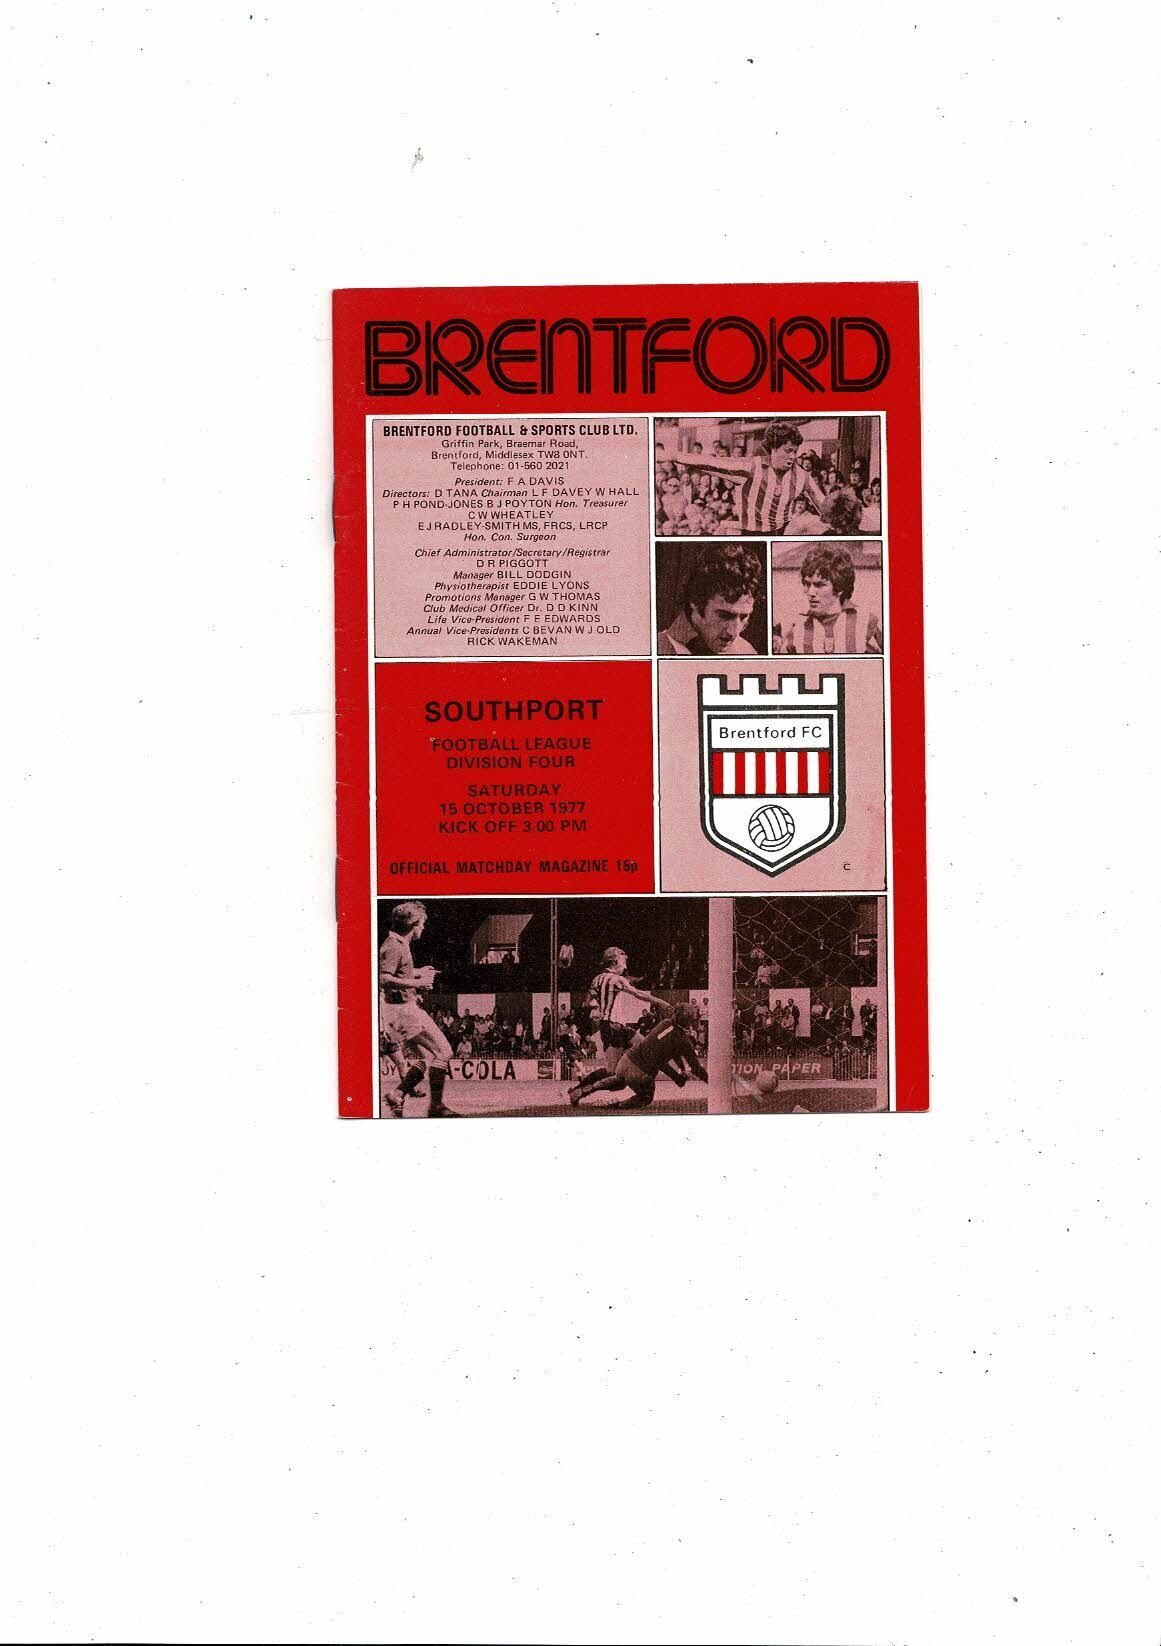 BRENTFORD
BRENTFORD FOOTBALL & SPORTS CLUB LTD.
Griffin Park, Braemar Road,
Brentford, Middlesex TW8 0NT.
Telephone: 01-560 2021
President: F A DAVIS
Directors: D TANA Chairman L F DAVEY W HALL
P H POND-JONES B J POYTON Hon. Treasurer
C W WHEATLEY
E J RADLEY-SMITH MS, FRCS, LRCP
Hon. Con. Surgeon
Chief Administrator/Secretary/Registrar
D R PIGGOTT
Manager BILL DODGIN
Physiotherapist EDDIE LYONS
Promotions Manager G W THOMAS
Club Medical Officer Dr. D D KINN
Life Vice-President F E EDWARDS
Annual Vice-Presidents C BEVAN W J OLD
RICK WAKEMAN
SOUTHPORT
FOOTBALL LEAGUE
DIVISION FOUR
SATURDAY
15 OCTOBER 1977
KICK OFF 3.00 PM
OFFICIAL MATCHDAY MAGAZINE 15p
Brentford FC
C
A-COLA
TION PAPER